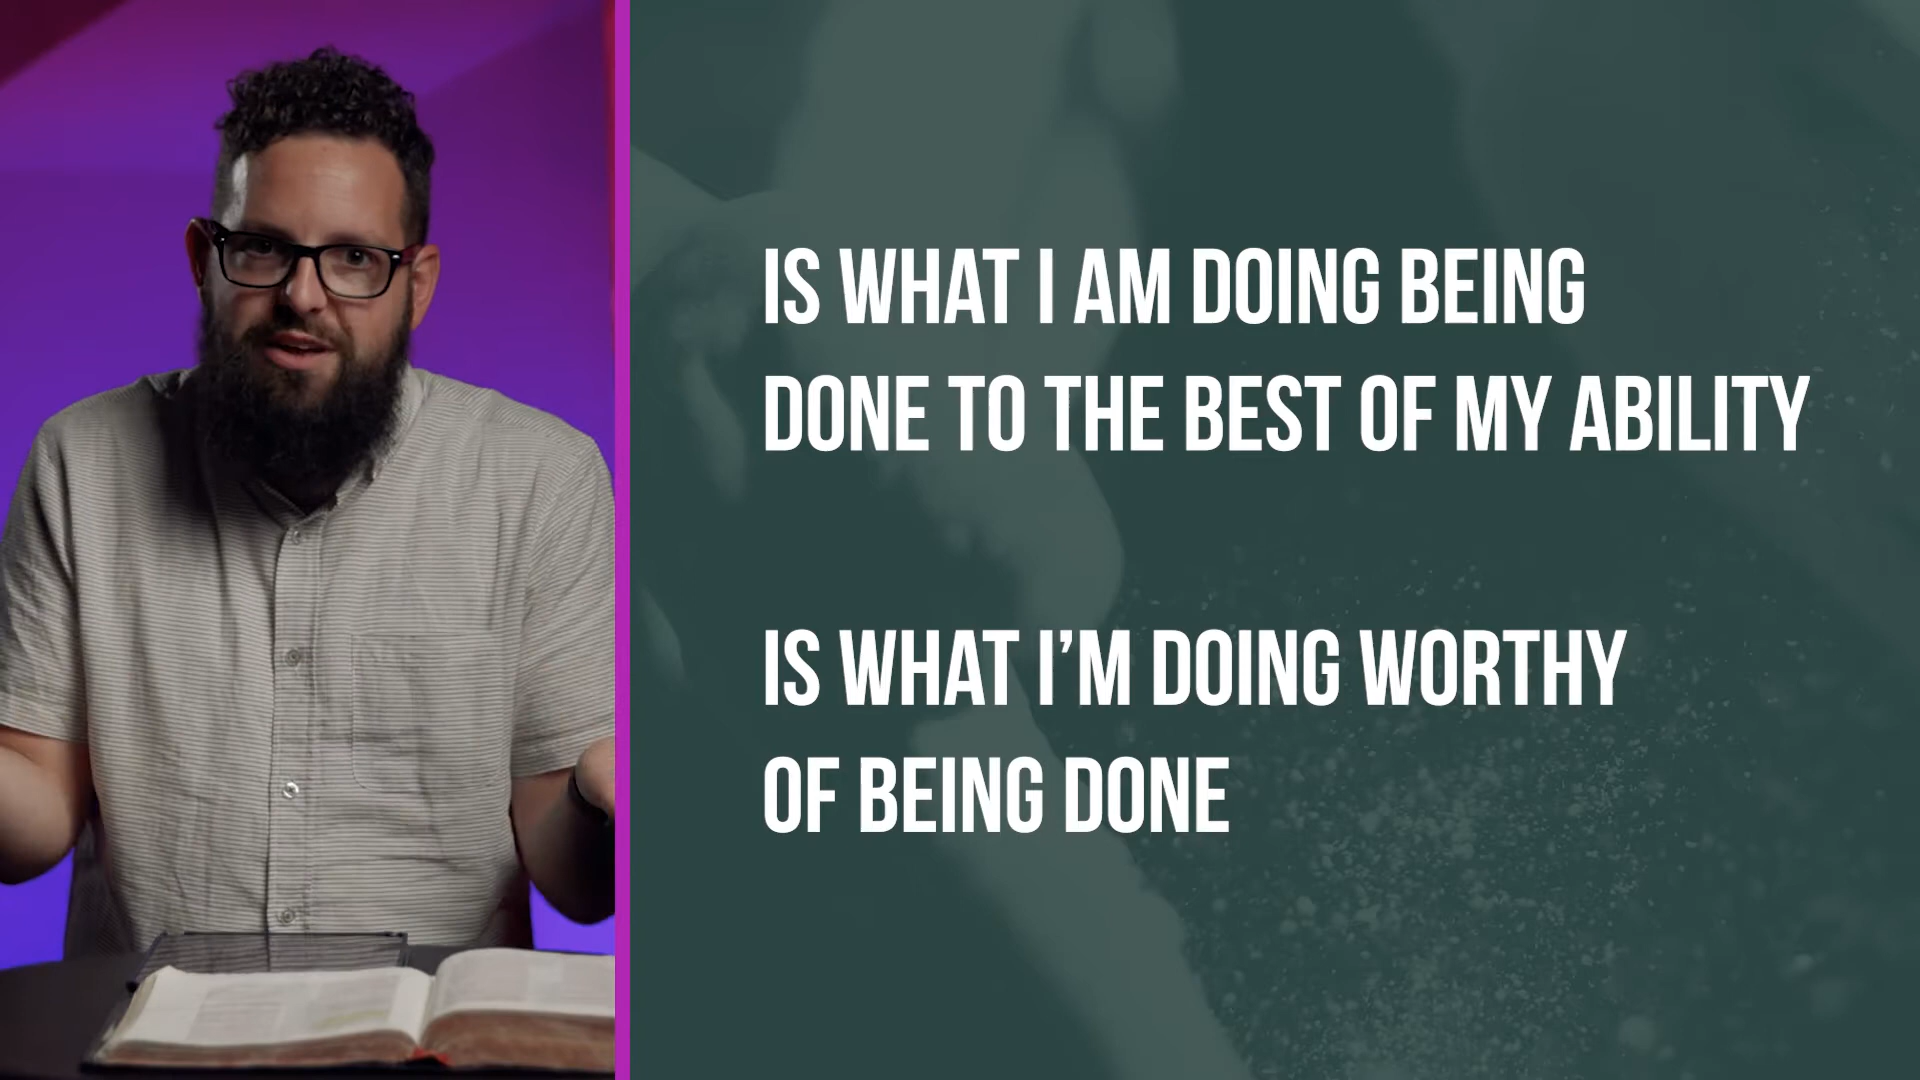 IS WHAT I AM DOING BEING
DONE TO THE BEST OF MY ABILITY
IS WHAT I’M DOING WORTHY
OF BEING DONE